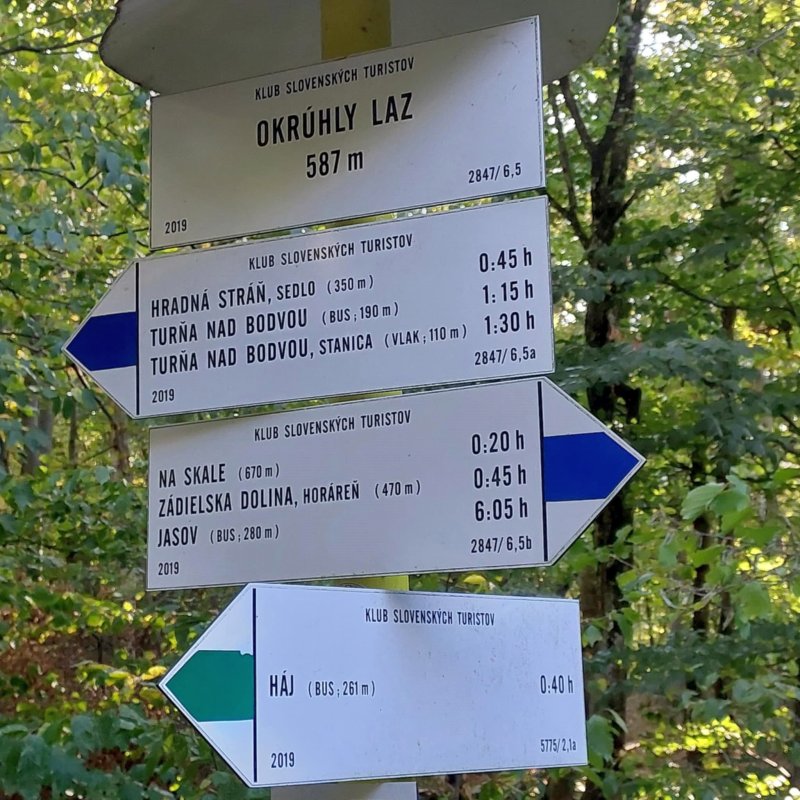 KLUB SLOVENSKÝCH TURISTOV
OKRÚHLY LAZ
587 m
2019 2847/6,5
KLUB SLOVENSKÝCH TURISTOV
HRADNÁ STRÁŇ, SEDLO (350 m) 0:45 h
TURŇA NAD BODVOU (BUS; 190 m) 1:15 h
TURŇA NAD BODVOU, STANICA (VLAK; 110 m) 1:30 h
2019 2847/6,5a
KLUB SLOVENSKÝCH TURISTOV
NA SKALE (670 m) 0:20 h
ZÁDIELSKA DOLINA, HORÁREŇ (470 m) 0:45 h
JASOV (BUS; 280 m) 6:05 h
2019 2847/6,5b
KLUB SLOVENSKÝCH TURISTOV
HÁJ (BUS; 261 m) 0:40 h
2019 5775/2,1a